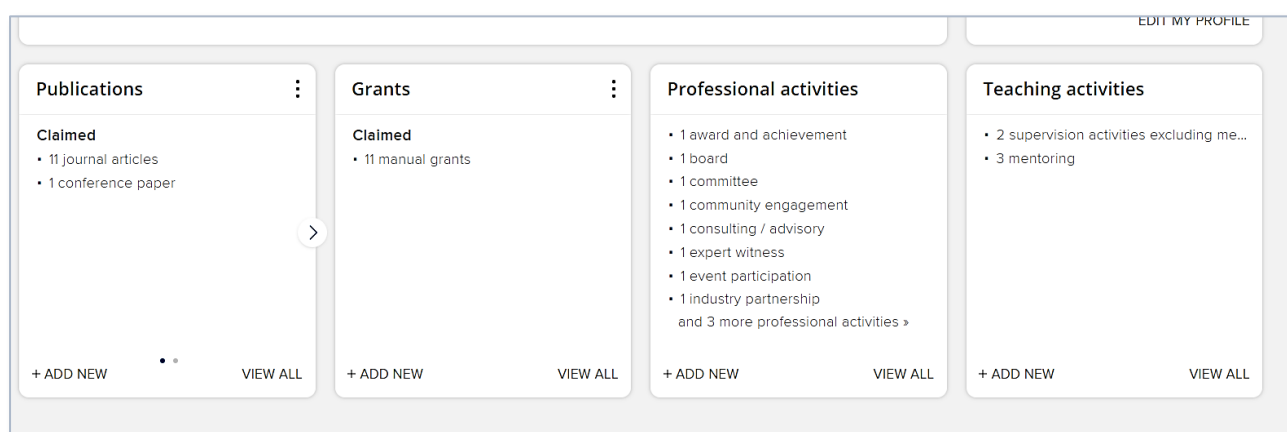 EDIT MY PROFILE
Publications
Claimed
• 11 journal articles
• 1 conference paper
+ ADD NEW VIEW ALL
Grants
Claimed
• 11 manual grants
+ ADD NEW VIEW ALL
Professional activities
• 1 award and achievement
• 1 board
• 1 committee
• 1 community engagement
• 1 consulting / advisory
• 1 expert witness
• 1 event participation
• 1 industry partnership
and 3 more professional activities »
+ ADD NEW VIEW ALL
Teaching activities
• 2 supervision activities excluding me...
• 3 mentoring
+ ADD NEW VIEW ALL